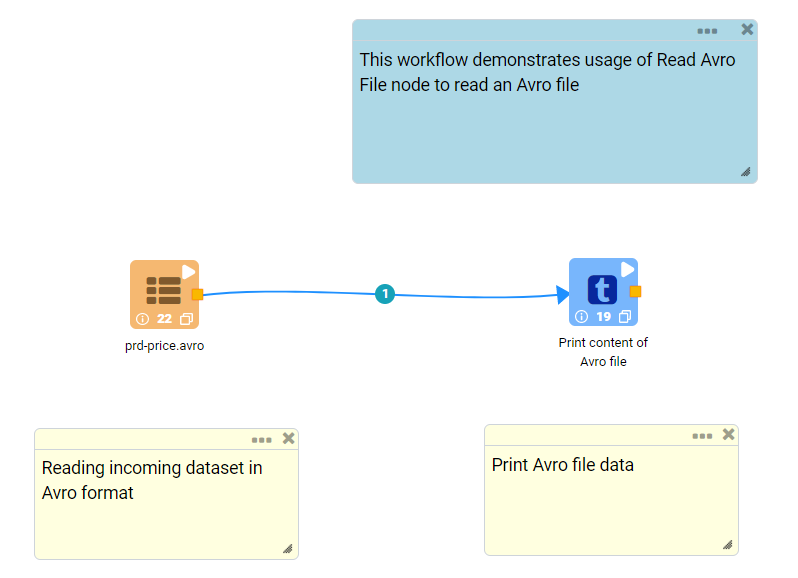 This workflow demonstrates usage of Read Avro
File node to read an Avro file
1
t
22
19
prd-price.avro
Print content of
Avro file
Reading incoming dataset in
Avro format
Print Avro file data